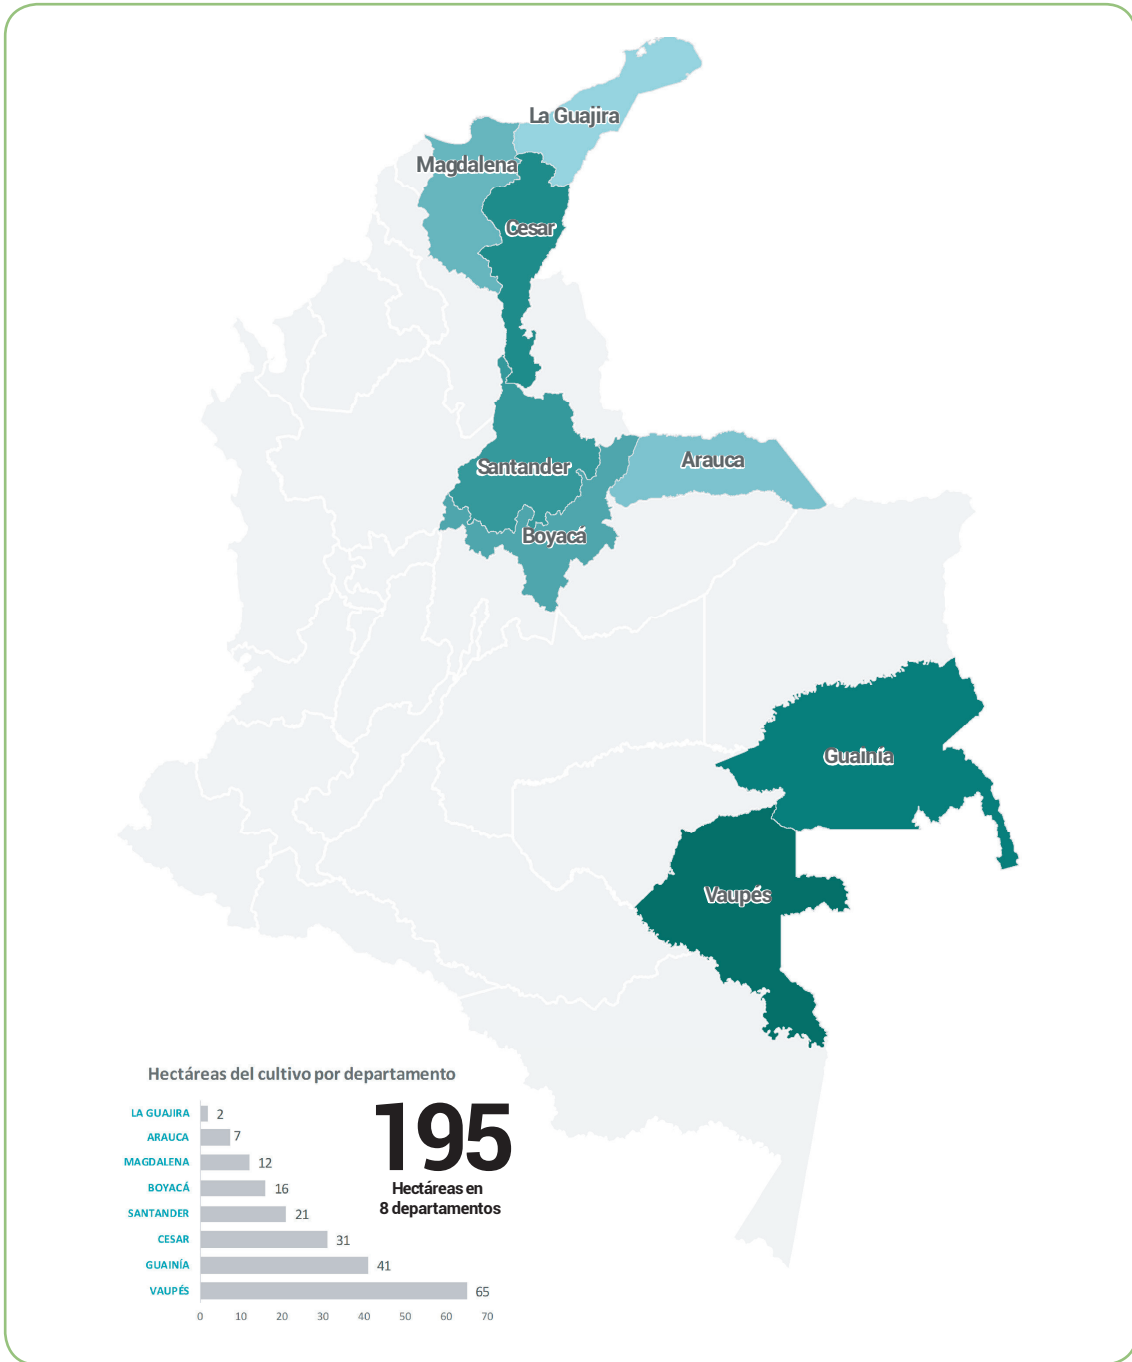 La Guajira
Magdalena
Cesar
Santander
Arauca
Boyacá
Guainía
Vaupés
Hectáreas del cultivo por departamento
LA GUAJIRA 2
ARAUCA 7
MAGDALENA 12
BOYACÁ 16
SANTANDER 21
CESAR 31
GUAINÍA 41
VAUPÉS 65
0 10 20 30 40 50 60 70
195
Hectáreas en
8 departamentos